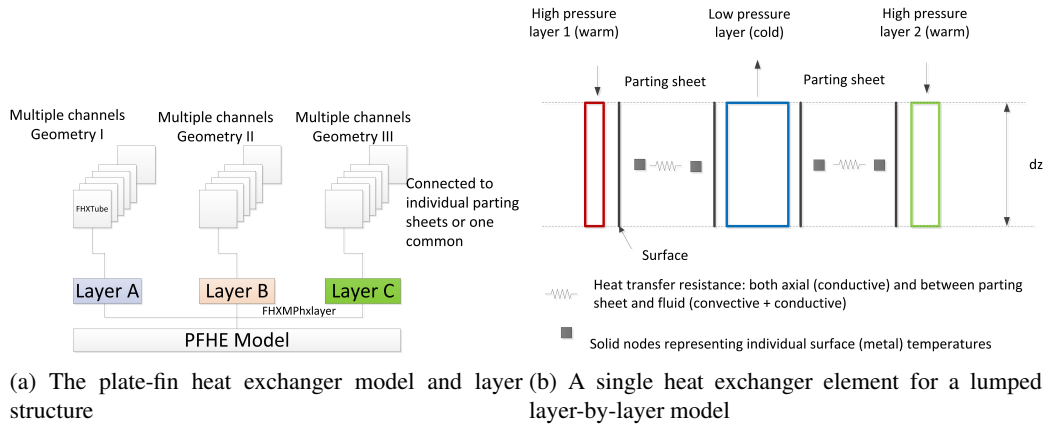 Multiple channels
Geometry I
Multiple channels
Geometry II
Multiple channels
Geometry III
FHXTube
Connected to
individual parting
sheets or one
common
Layer A
Layer B
Layer C
FHXMPhxlayer
PFHE Model
(a) The plate-fin heat exchanger model and layer
structure
High pressure
layer 1 (warm)
Low pressure
layer (cold)
High pressure
layer 2 (warm)
Parting sheet
Parting sheet
dz
Surface
Heat transfer resistance: both axial (conductive) and between parting
sheet and fluid (convective + conductive)
Solid nodes representing individual surface (metal) temperatures
(b) A single heat exchanger element for a lumped
layer-by-layer model